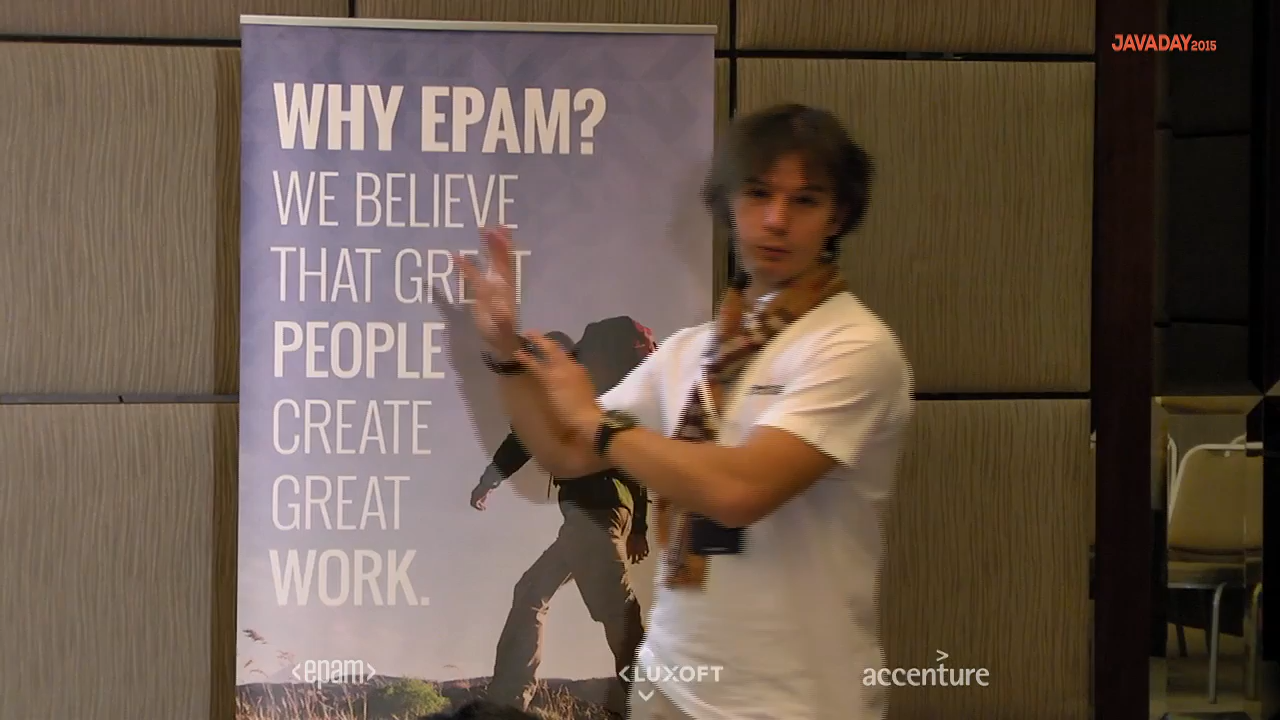 JAVADAY2015
WHY EPAM?
WE BELIEVE
THAT GREAT
PEOPLE
CREATE
GREAT
WORK.
<epam>
<LUXOFT
accenture